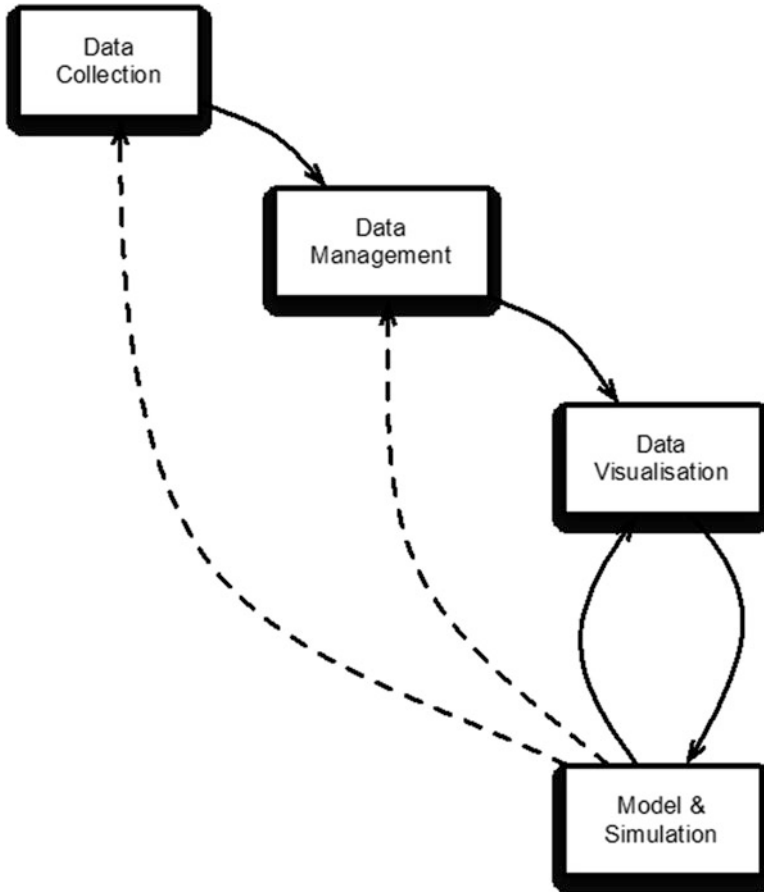 Data
Collection
Data
Management
Data
Visualisation
Model &
Simulation